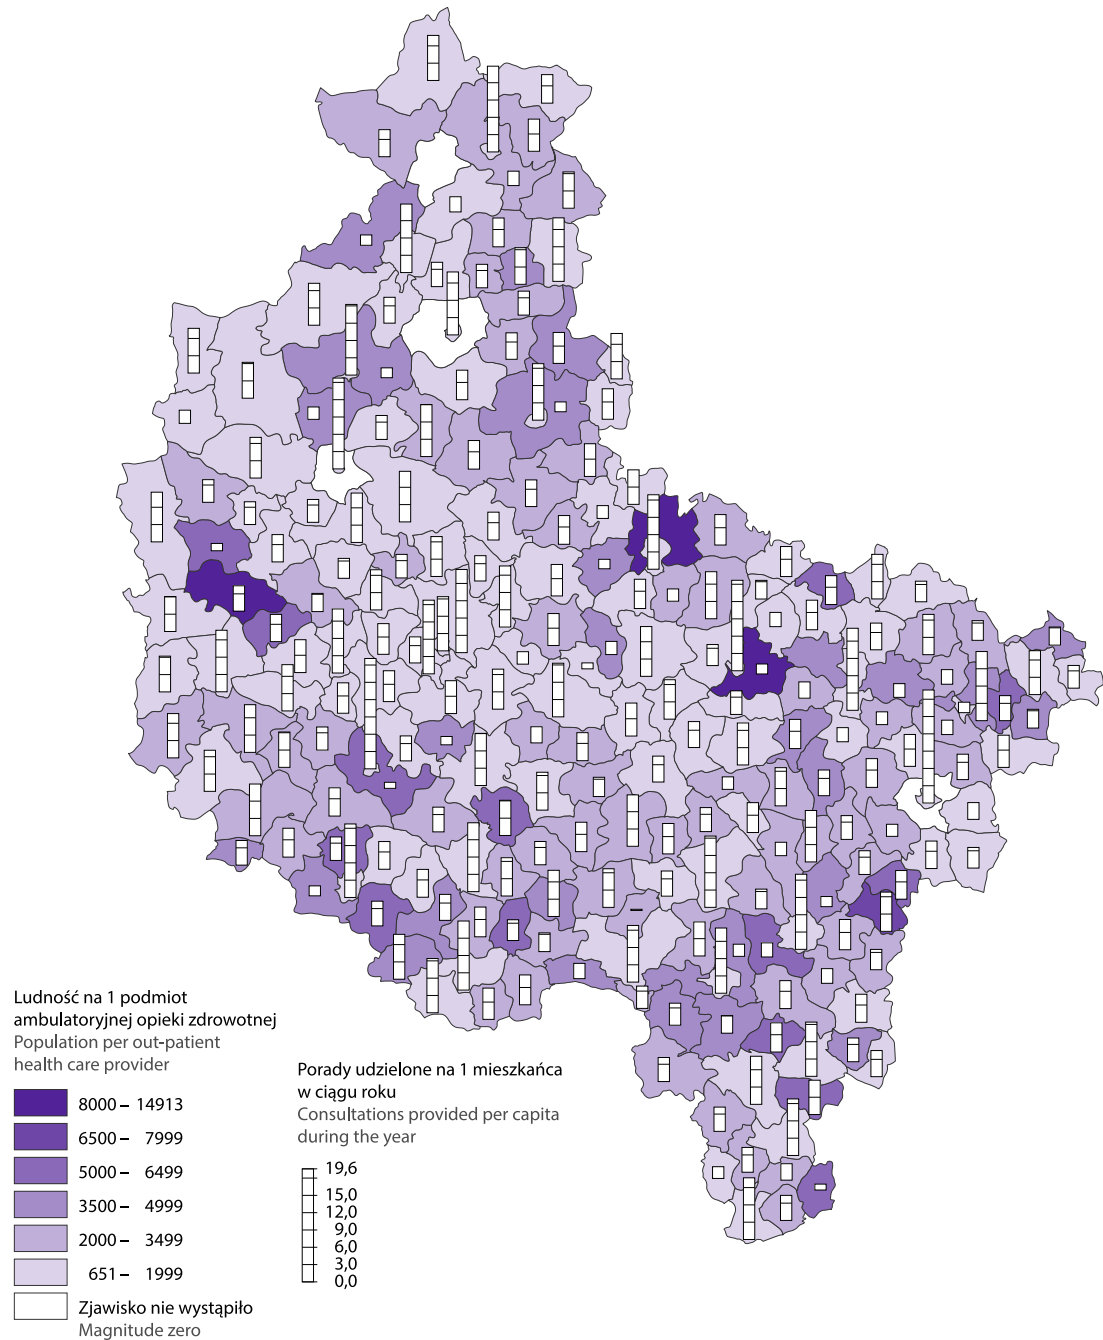 Ludność na 1 podmiot
ambulatoryjnej opieki zdrowotnej
Population per out-patient
health care provider
8000 – 14913
6500 – 7999
5000 – 6499
3500 – 4999
2000 – 3499
651 – 1999
Zjawisko nie wystąpiło
Magnitude zero
Porady udzielone na 1 mieszkańca
w ciągu roku
Consultations provided per capita
during the year
19,6
15,0
12,0
9,0
6,0
3,0
0,0